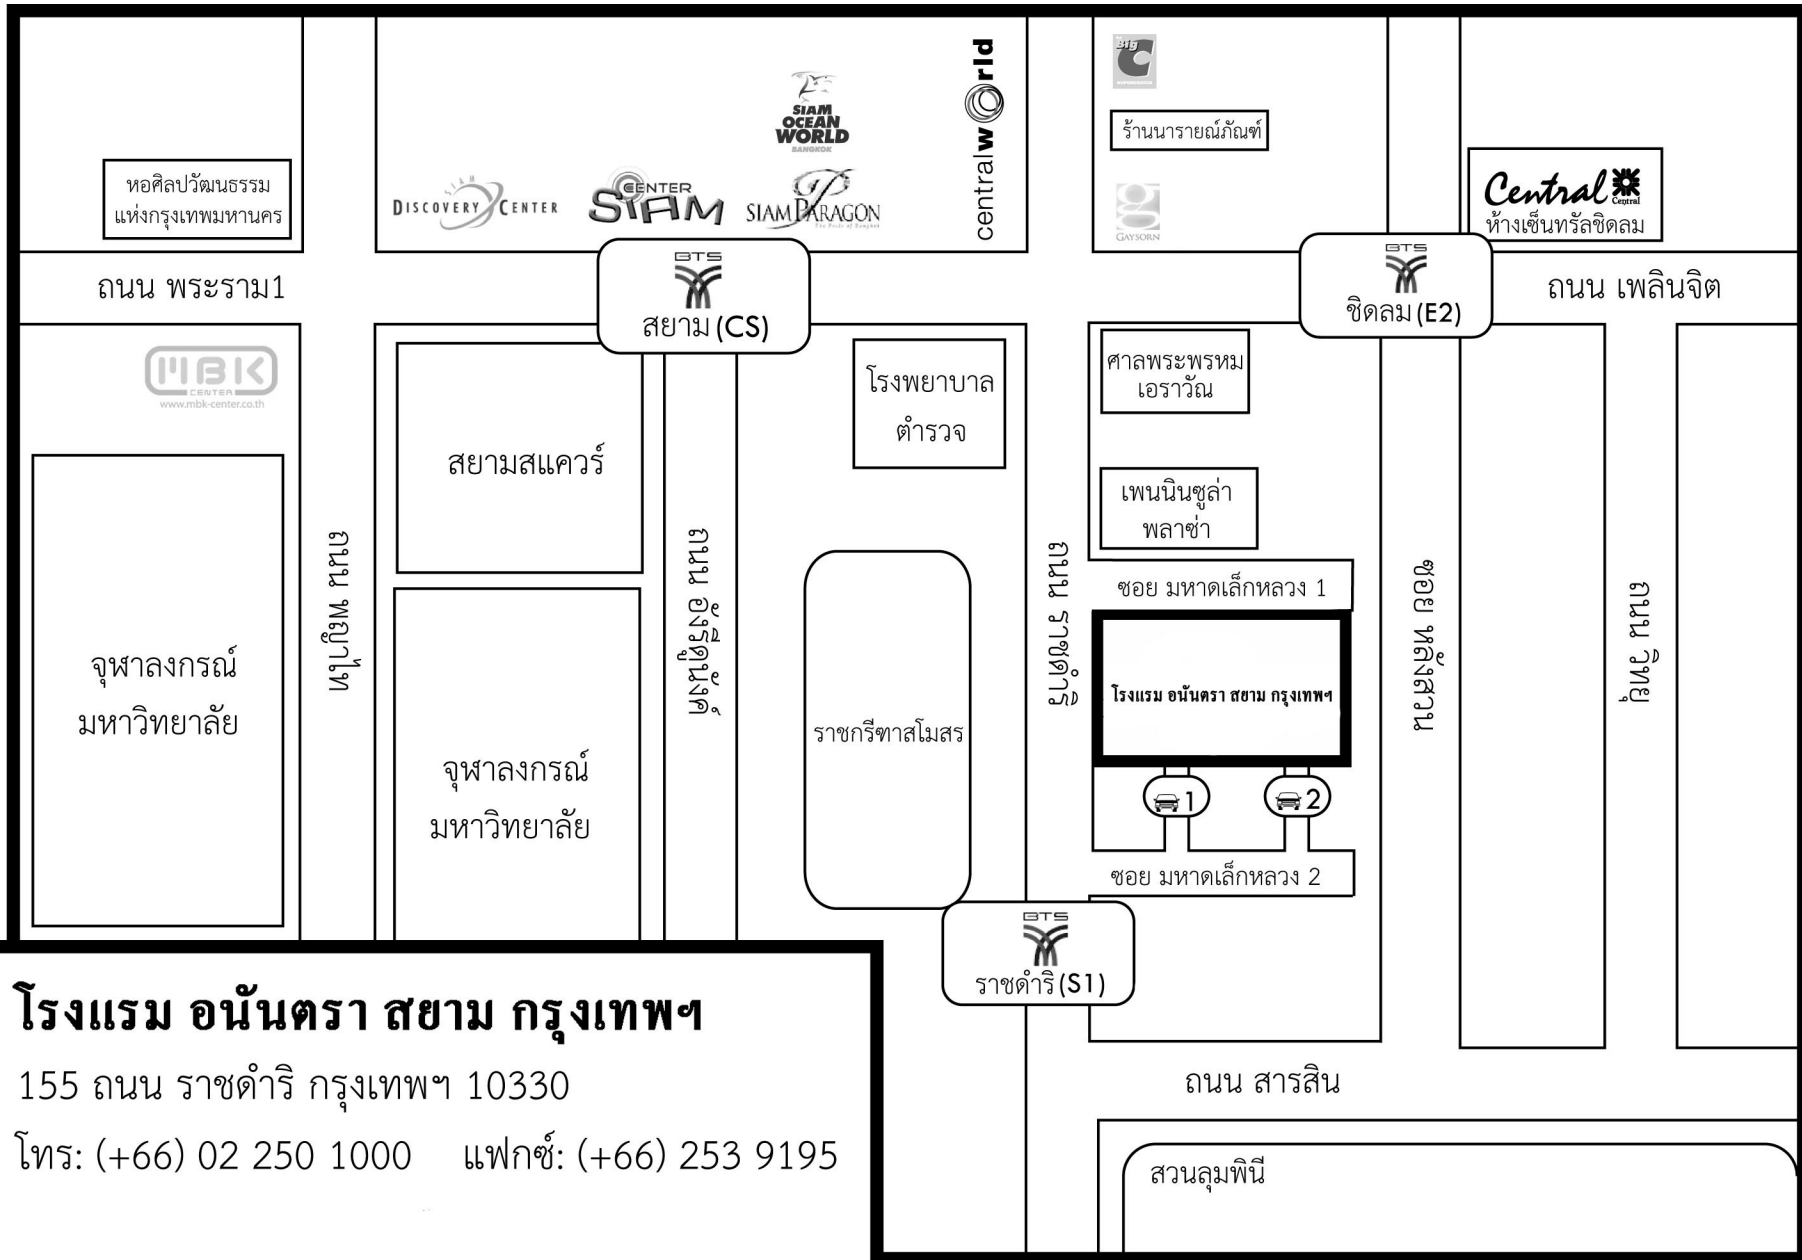 centralworld
Big C
SIAM
OCEAN
WORLD
BANGKOK
ร้านนารายณ์ภัณฑ์
หอศิลปวัฒนธรรม
แห่งกรุงเทพมหานคร
SIAM
DISCOVERY CENTER
CENTER
SIAM
SIAM PARAGON
The Pride of Bangkok
GAYSORN
Central
Central
ห้างเซ็นทรัลชิดลม
ถนน พระราม1
BTS
สยาม (CS)
BTS
ชิดลม (E2)
ถนน เพลินจิต
MBK
CENTER
www.mbk-center.co.th
สยามสแควร์
โรงพยาบาล
ตำรวจ
ศาลพระพรหม
เอราวัณ
เพนนินซูล่า
พลาซ่า
ถนน พญาไท
ถนน อังรีดูนังต์
ถนน ราชดำริ
ซอย มหาดเล็กหลวง 1
ซอย หลังสวน
ถนน วิทยุ
จุฬาลงกรณ์
มหาวิทยาลัย
จุฬาลงกรณ์
มหาวิทยาลัย
ราชกรีฑาสโมสร
โรงแรม อนันตรา สยาม กรุงเทพฯ
1
2
ซอย มหาดเล็กหลวง 2
BTS
ราชดำริ (S1)
ถนน สารสิน
สวนลุมพินี
โรงแรม อนันตรา สยาม กรุงเทพฯ
155 ถนน ราชดำริ กรุงเทพฯ 10330
โทร: (+66) 02 250 1000 แฟกซ์: (+66) 253 9195